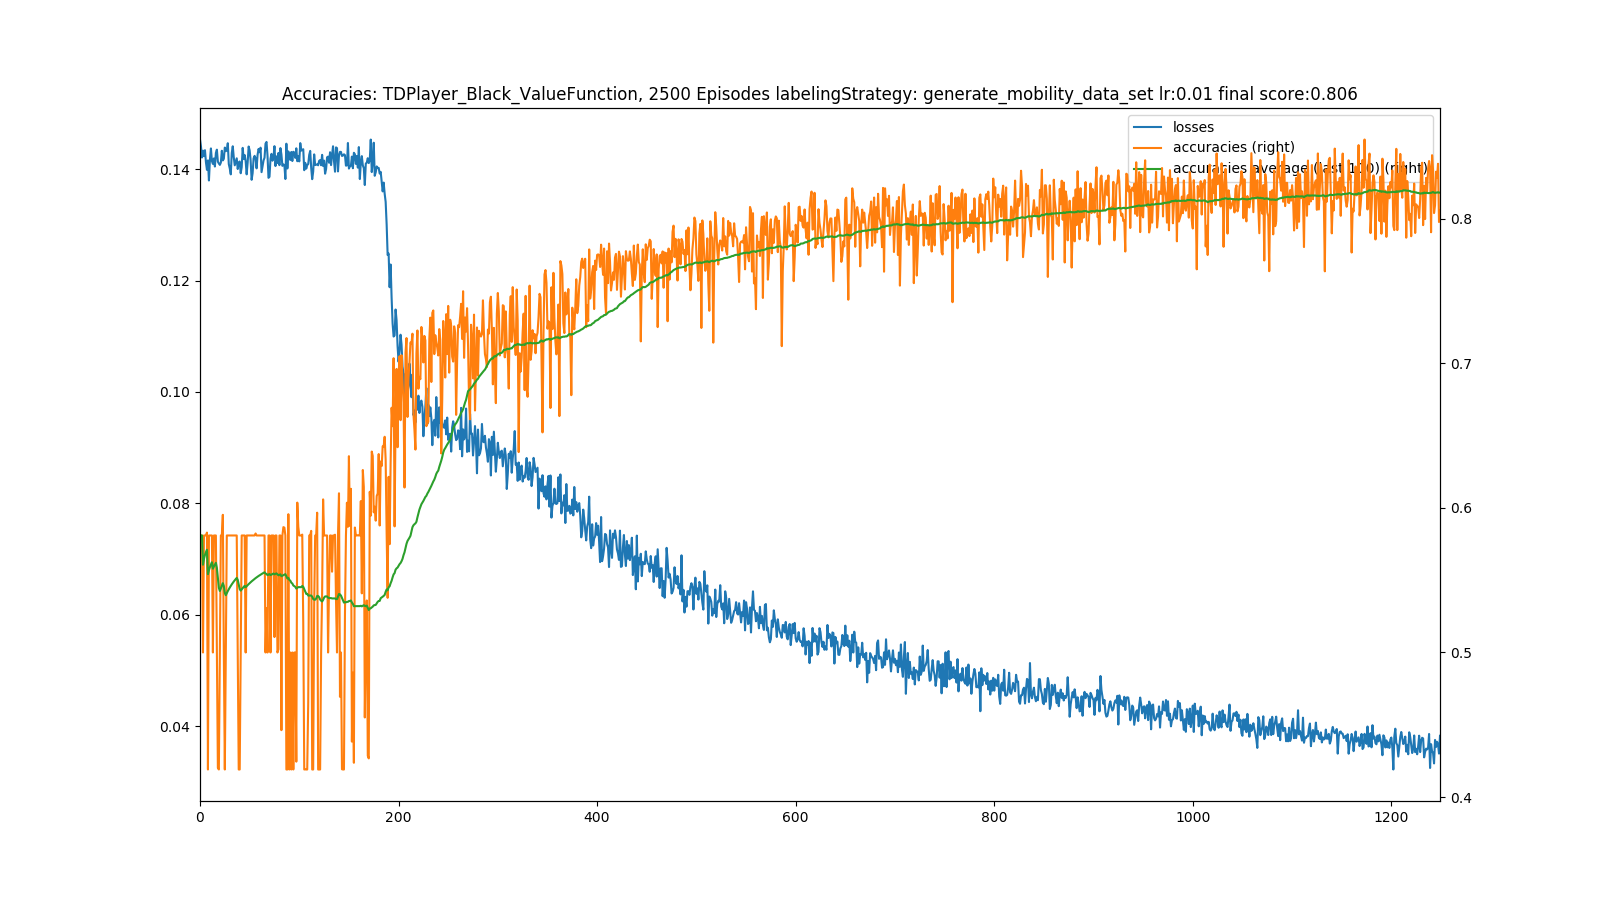 Accuracies: TDPlayer_Black_ValueFunction, 2500 Episodes labelingStrategy: generate_mobility_data_set lr:0.01 final score:0.806
losses
accuracies (right)
accuracies average (last 100) (right)
0.14
0.12
0.10
0.08
0.06
0.04
0.8
0.7
0.6
0.5
0.4
0 200 400 600 800 1000 1200